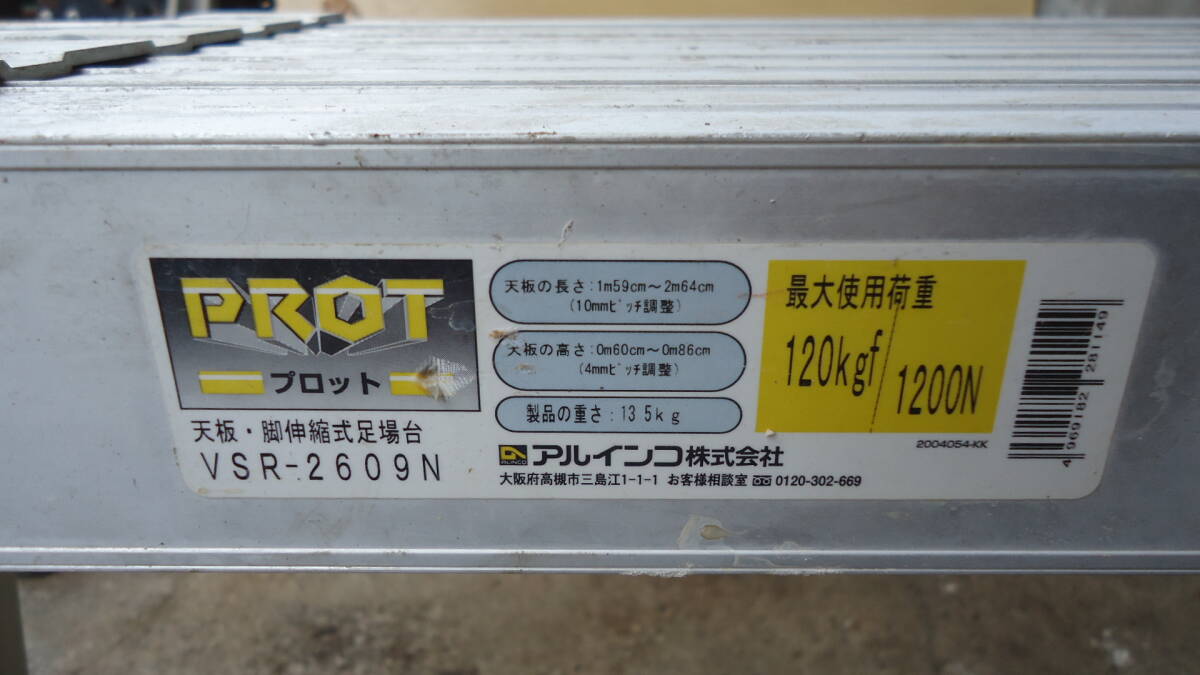 PROT
プロット
天板・脚伸縮式足場台
VSR-2609N
天板の長さ:1m59cm～2m64cm
(10mmピッチ調整)
天板の高さ:0m60cm～0m86cm
(4mmピッチ調整)
製品の重さ:13.5kg
ALINCO アルインコ株式会社
大阪府高槻市三島江1-1-1 お客様相談室 0120-302-669
最大使用荷重
120kgf/1200N
2004054-KK
4 969182 281149